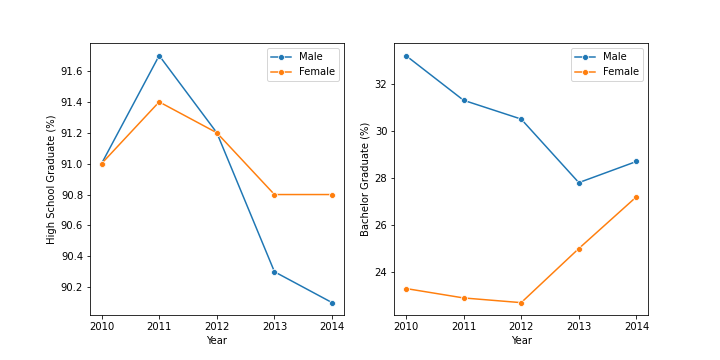 High School Graduate (%)
91.6
91.4
91.2
91.0
90.8
90.6
90.4
90.2
Male
Female
2010 2011 2012 2013 2014
Year
Bachelor Graduate (%)
32
30
28
26
24
Male
Female
2010 2011 2012 2013 2014
Year